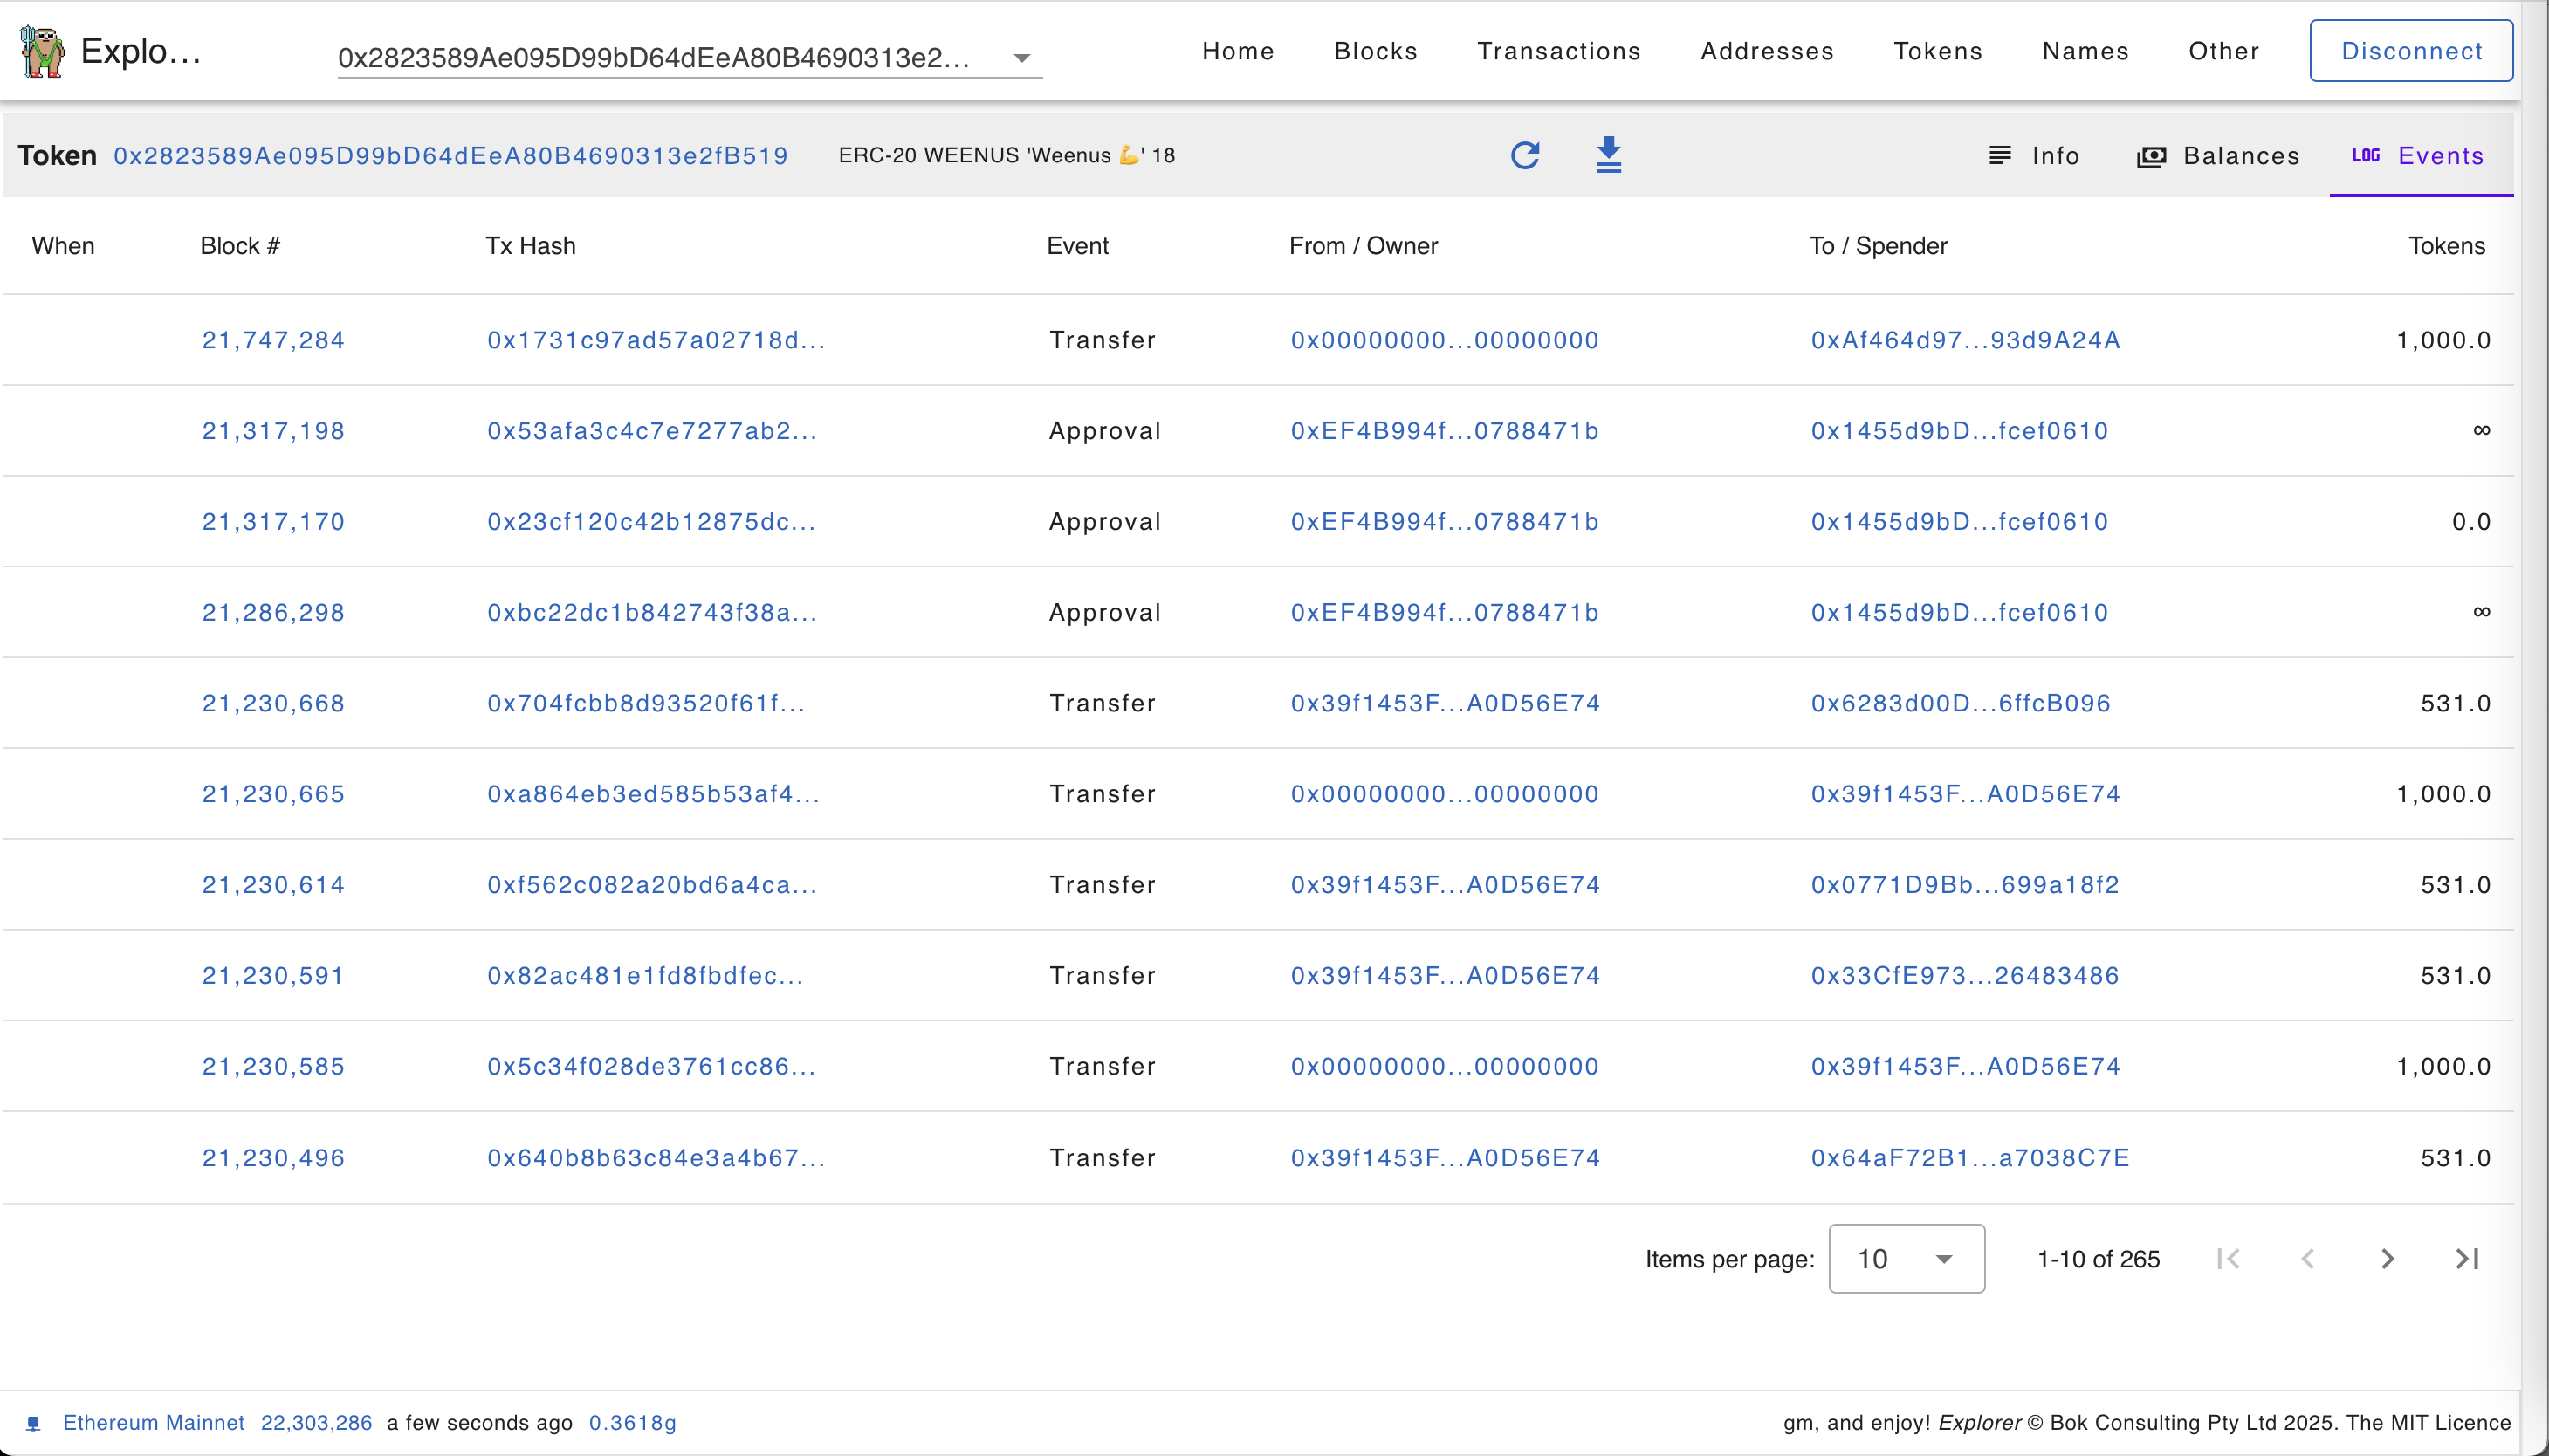 Explo... 0x2823589Ae095D99bD64dEeA80B4690313e2... Home Blocks Transactions Addresses Tokens Names Other Disconnect
Token 0x2823589Ae095D99bD64dEeA80B4690313e2fB519 ERC-20 WEENUS 'Weenus 💪' 18 Info Balances LOG Events
When Block # Tx Hash Event From / Owner To / Spender Tokens
21,747,284 0x1731c97ad57a02718d... Transfer 0x00000000...00000000 0xAf464d97...93d9A24A 1,000.0
21,317,198 0x53afa3c4c7e7277ab2... Approval 0xEF4B994f...0788471b 0x1455d9bD...fcef0610 ∞
21,317,170 0x23cf120c42b12875dc... Approval 0xEF4B994f...0788471b 0x1455d9bD...fcef0610 0.0
21,286,298 0xbc22dc1b842743f38a... Approval 0xEF4B994f...0788471b 0x1455d9bD...fcef0610 ∞
21,230,668 0x704fcbb8d93520f61f... Transfer 0x39f1453F...A0D56E74 0x6283d00D...6ffcB096 531.0
21,230,665 0xa864eb3ed585b53af4... Transfer 0x00000000...00000000 0x39f1453F...A0D56E74 1,000.0
21,230,614 0xf562c082a20bd6a4ca... Transfer 0x39f1453F...A0D56E74 0x0771D9Bb...699a18f2 531.0
21,230,591 0x82ac481e1fd8fbdfec... Transfer 0x39f1453F...A0D56E74 0x33CfE973...26483486 531.0
21,230,585 0x5c34f028de3761cc86... Transfer 0x00000000...00000000 0x39f1453F...A0D56E74 1,000.0
21,230,496 0x640b8b63c84e3a4b67... Transfer 0x39f1453F...A0D56E74 0x64aF72B1...a7038C7E 531.0
Items per page: 10 1-10 of 265
Ethereum Mainnet 22,303,286 a few seconds ago 0.3618g gm, and enjoy! Explorer © Bok Consulting Pty Ltd 2025. The MIT Licence